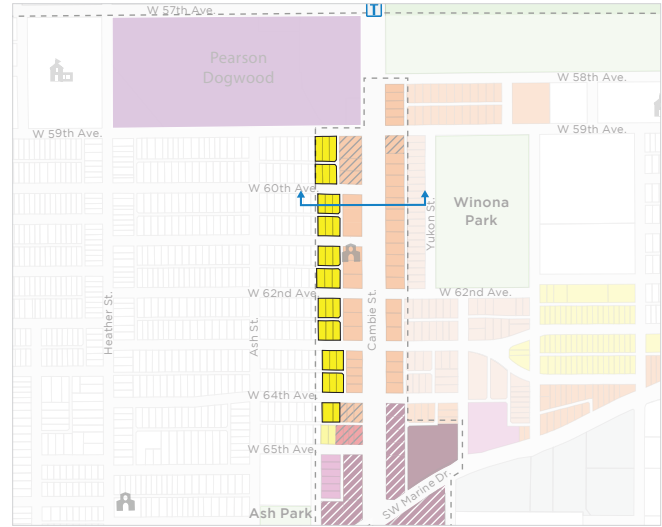 W 57th Ave.
T
Pearson
Dogwood
W 58th Ave.
W 59th Ave.
W 59th Ave.
W 60th Ave.
Winona
Park
Yukon St.
W 62nd Ave.
W 62nd Ave.
Heather St.
Ash St.
Cambie St.
W 64th Ave.
W 65th Ave.
SW Marine Dr.
Ash Park